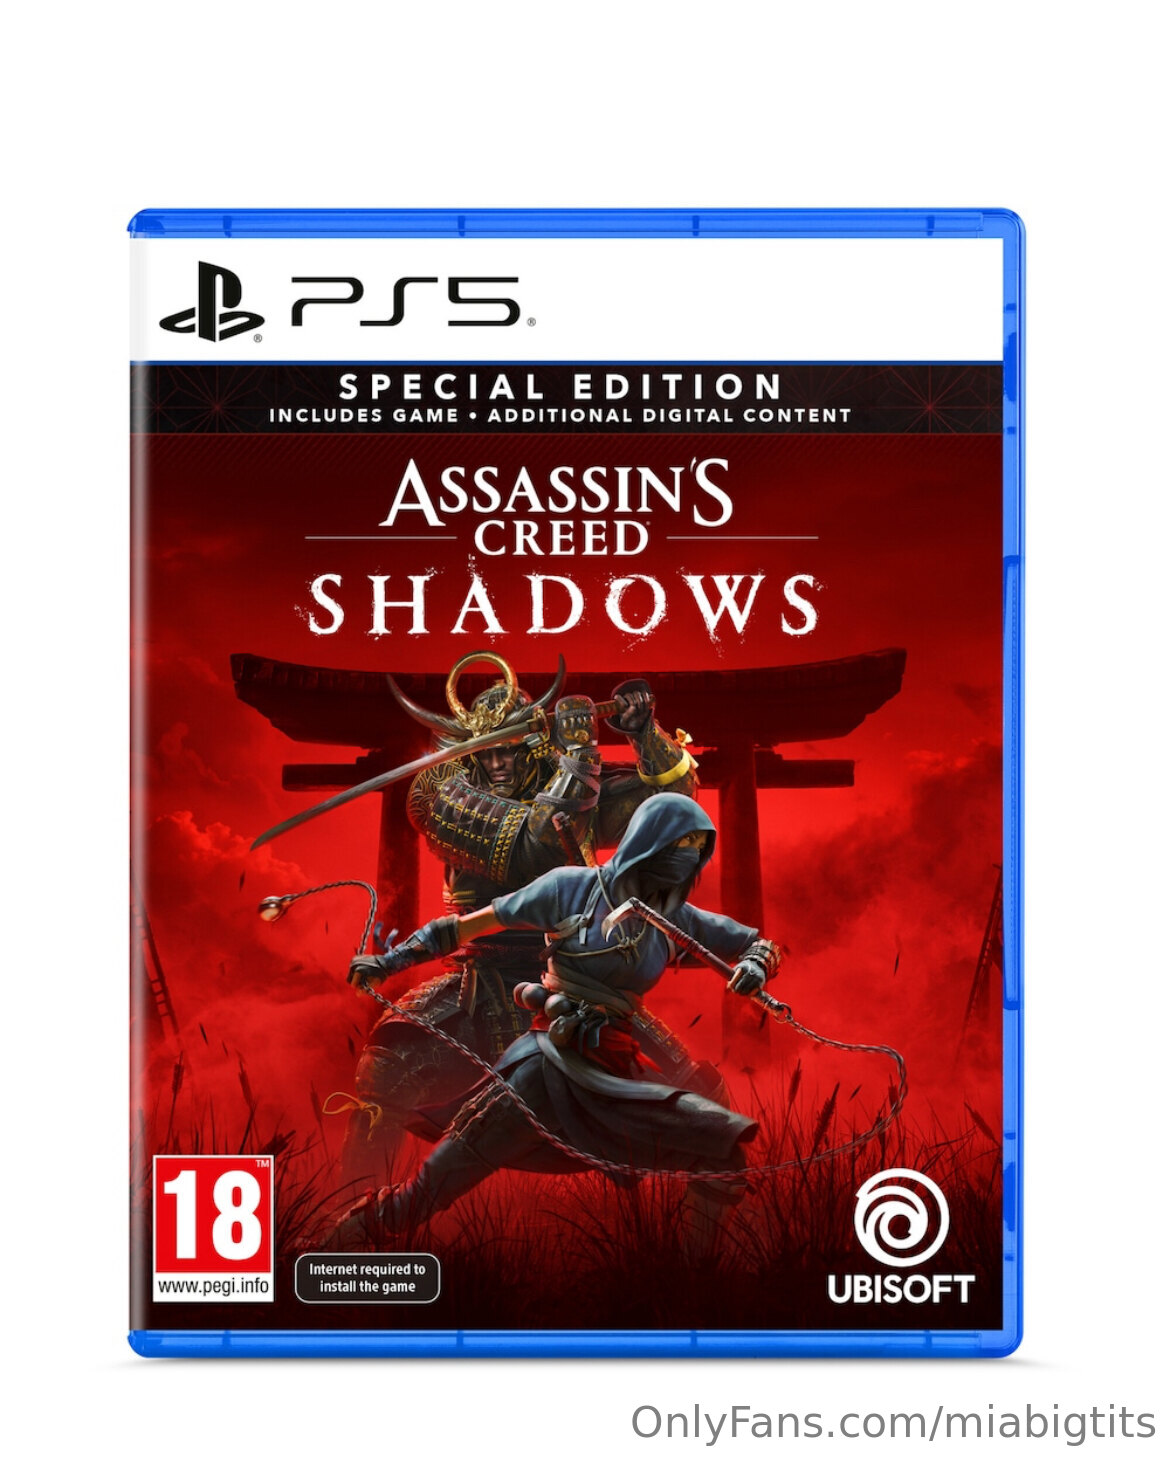 PS5®
SPECIAL EDITION
INCLUDES GAME • ADDITIONAL DIGITAL CONTENT
ASSASSIN'S
CREED®
SHADOWS
18™
www.pegi.info
Internet required to
install the game
UBISOFT
OnlyFans.com/miabigtits